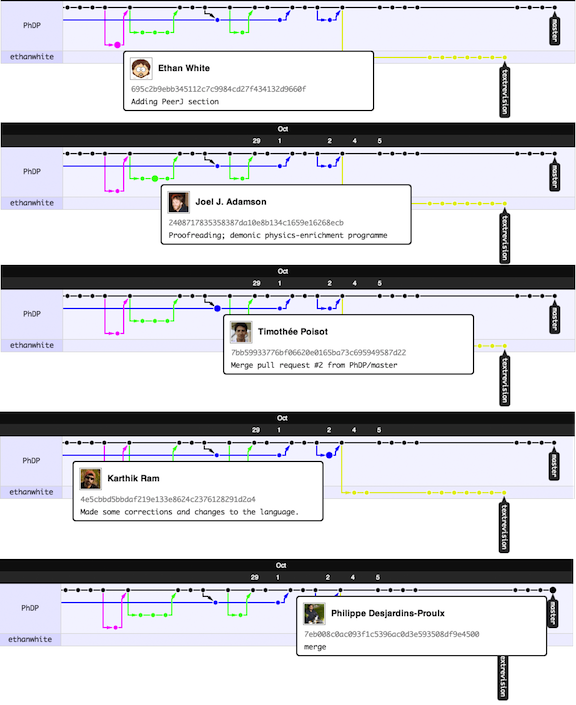 PhDP
ethanwhite
master
textrevision
Ethan White
695c2b9ebb345112c7c9984cd27f434132d9660f
Adding PeerJ section
Oct
29 1 2 4 5
PhDP
ethanwhite
master
textrevision
Joel J. Adamson
2408717835358387da10e8b134c1659e16268ecb
Proofreading; demonic physics-enrichment programme
Oct
29 1 2 4 5
PhDP
ethanwhite
master
textrevision
Timothée Poisot
7bb59933776bf06620e0165ba73c695949587d22
Merge pull request #2 from PhDP/master
Oct
29 1 2 4 5
PhDP
ethanwhite
master
textrevision
Karthik Ram
4e5cbbd5bbdaf219e133e8624c2376128291d2a4
Made some corrections and changes to the language.
Oct
29 1 2 4 5
PhDP
ethanwhite
master
textrevision
Philippe Desjardins-Proulx
7eb008c0ac093f1c5396ac0d3e593508df9e4500
merge